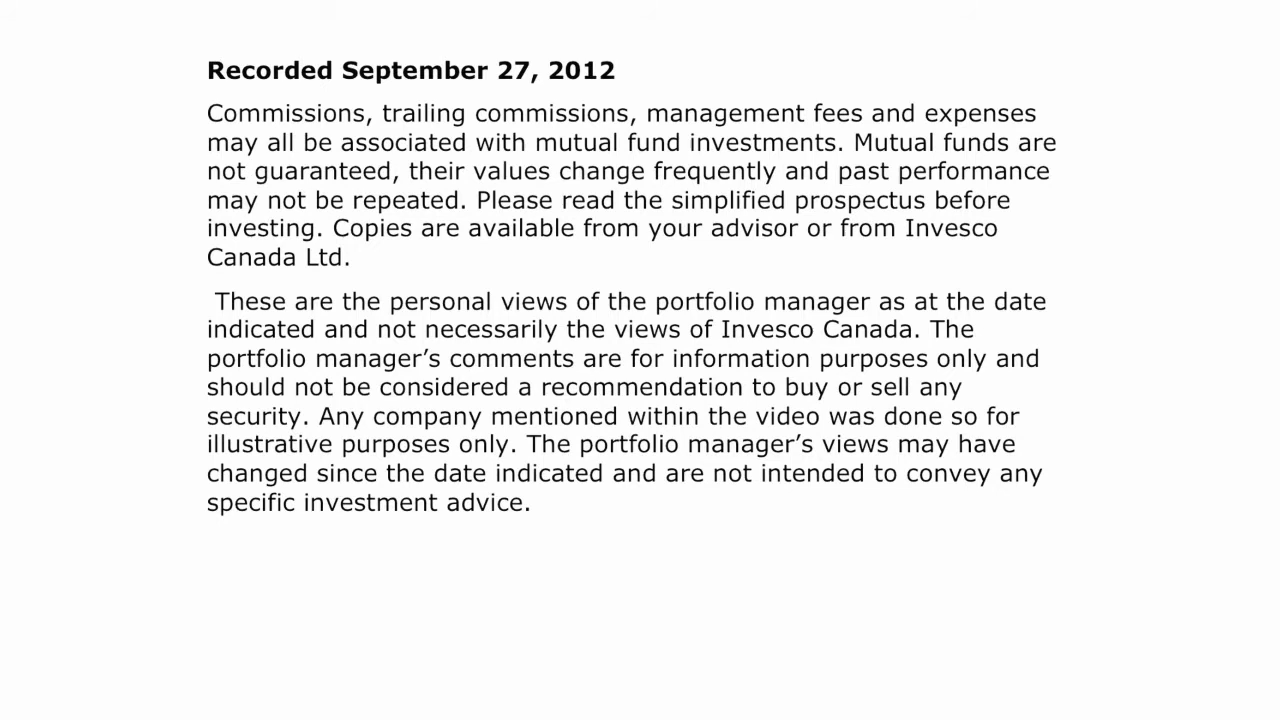 Recorded September 27, 2012
Commissions, trailing commissions, management fees and expenses
may all be associated with mutual fund investments. Mutual funds are
not guaranteed, their values change frequently and past performance
may not be repeated. Please read the simplified prospectus before
investing. Copies are available from your advisor or from Invesco
Canada Ltd.
These are the personal views of the portfolio manager as at the date
indicated and not necessarily the views of Invesco Canada. The
portfolio manager’s comments are for information purposes only and
should not be considered a recommendation to buy or sell any
security. Any company mentioned within the video was done so for
illustrative purposes only. The portfolio manager’s views may have
changed since the date indicated and are not intended to convey any
specific investment advice.